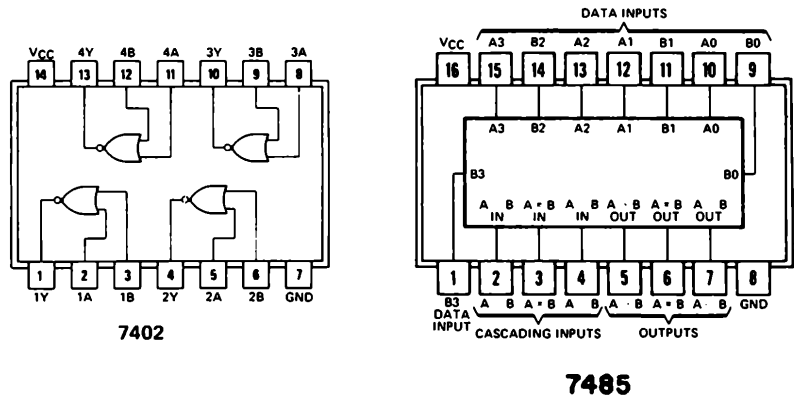 VCC 4Y 4B 4A 3Y 3B 3A
14 13 12 11 10 9 8
1 2 3 4 5 6 7
1Y 1A 1B 2Y 2A 2B GND
7402
DATA INPUTS
VCC A3 B2 A2 A1 B1 A0 B0
16 15 14 13 12 11 10 9
A3 B2 A2 A1 B1 A0
B3 B0
A B A = B A B A · B A = B A B
IN IN IN OUT OUT OUT
1 2 3 4 5 6 7 8
B3 A B A = B A B A · B A = B A · B GND
DATA
INPUT
CASCADING INPUTS OUTPUTS
7485